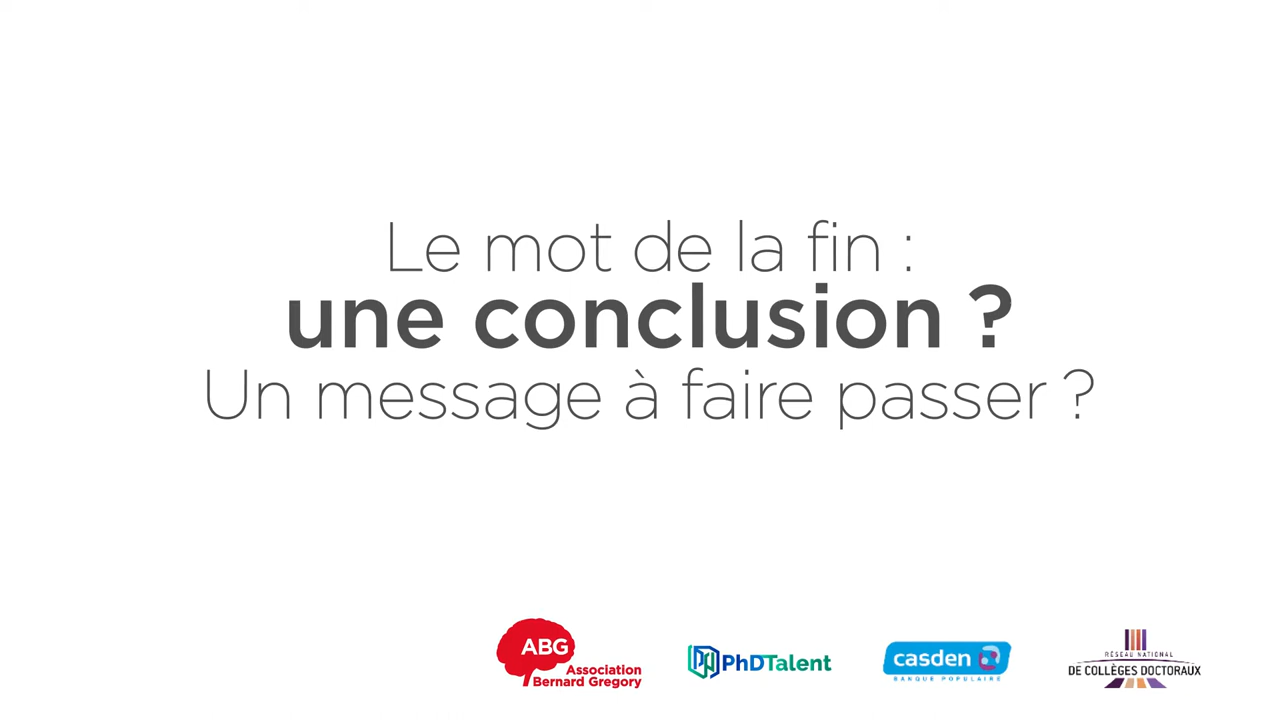 Le mot de la fin :
une conclusion ?
Un message à faire passer ?
ABG
Association
Bernard Gregory
PhDTalent
casden
BANQUE POPULAIRE
RÉSEAU NATIONAL
DE COLLÈGES DOCTORAUX